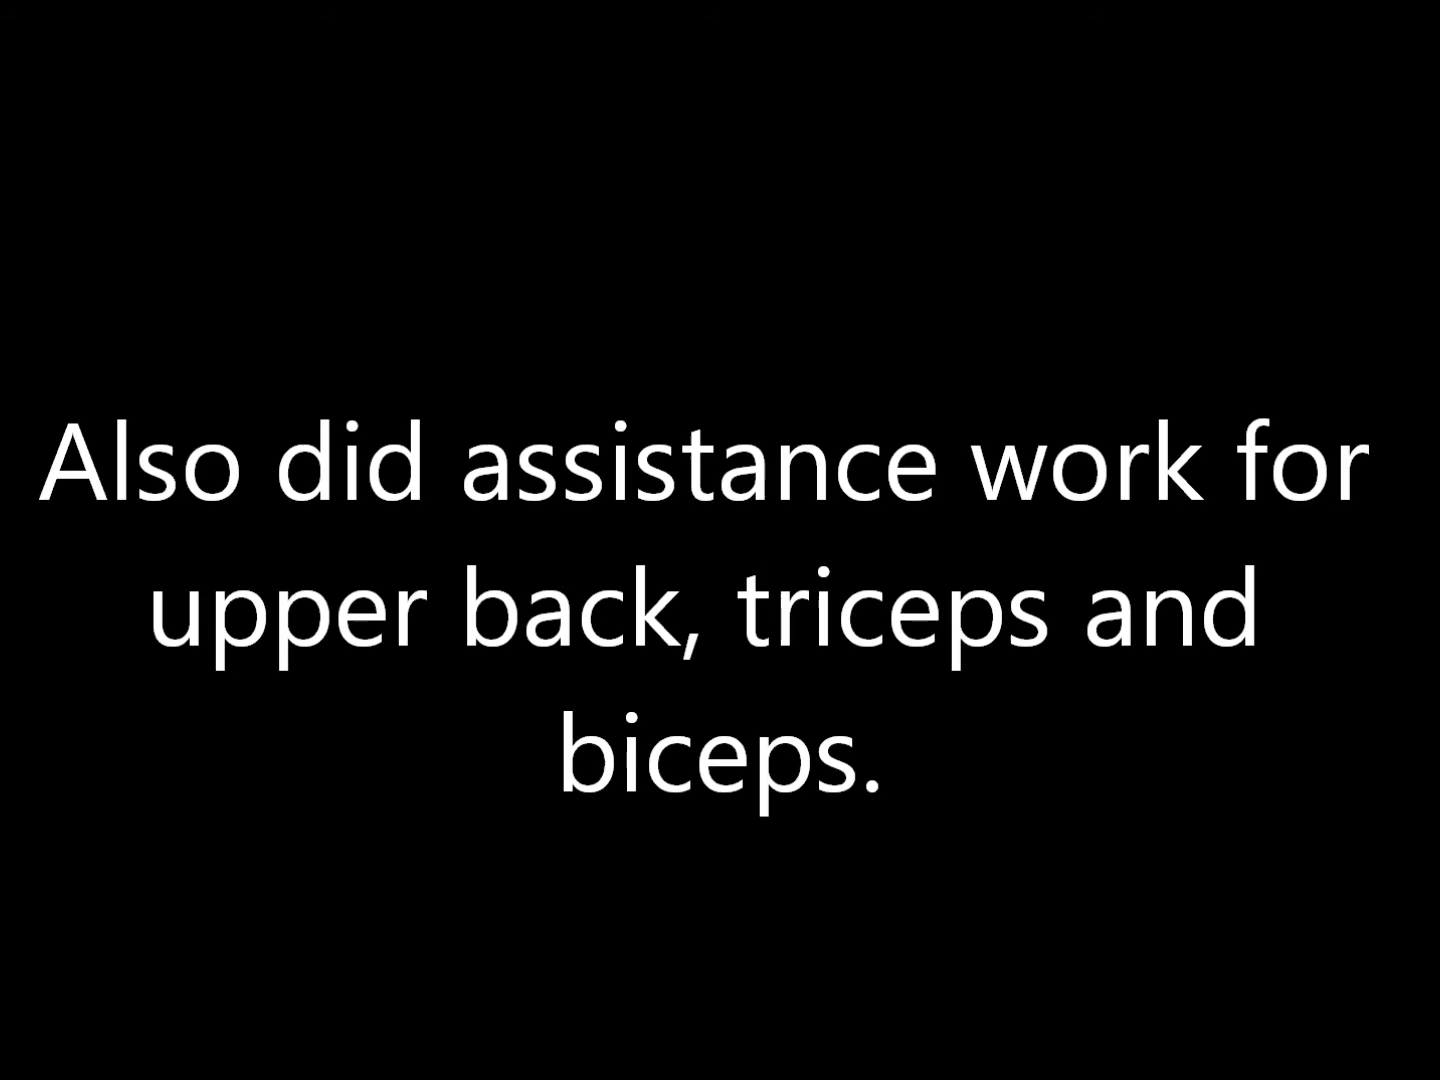 Also did assistance work for
upper back, triceps and
biceps.